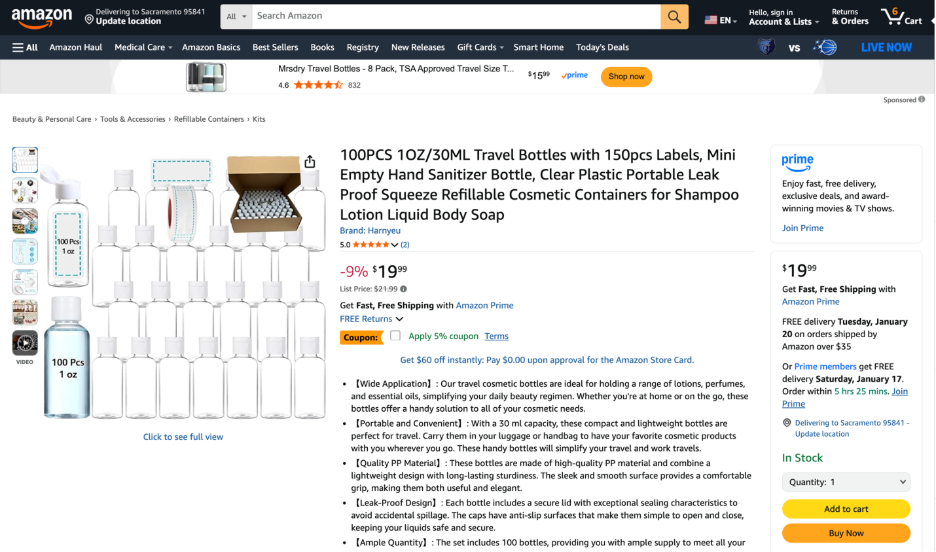 amazon
Delivering to Sacramento 95841
Update location
All
Search Amazon
EN
Hello, sign in
Account & Lists
Returns
& Orders
6
Cart
All
Amazon Haul
Medical Care
Amazon Basics
Best Sellers
Books
Registry
New Releases
Gift Cards
Smart Home
Today's Deals
VS
LIVE NOW
Mrsdry Travel Bottles - 8 Pack, TSA Approved Travel Size T...
4.6
832
$15⁹⁹
prime
Shop now
Sponsored
Beauty & Personal Care › Tools & Accessories › Refillable Containers › Kits
100 Pcs
1 oz
100 Pcs
1 oz
VIDEO
Click to see full view
100PCS 1OZ/30ML Travel Bottles with 150pcs Labels, Mini
Empty Hand Sanitizer Bottle, Clear Plastic Portable Leak
Proof Squeeze Refillable Cosmetic Containers for Shampoo
Lotion Liquid Body Soap
Brand: Harnyeu
5.0 (2)
-9% $19⁹⁹
List Price: $21.99
Get Fast, Free Shipping with Amazon Prime
FREE Returns
Coupon: Apply 5% coupon Terms
Get $60 off instantly: Pay $0.00 upon approval for the Amazon Store Card.
• 【Wide Application】: Our travel cosmetic bottles are ideal for holding a range of lotions, perfumes,
and essential oils, simplifying your daily beauty regimen. Whether you're at home or on the go, these
bottles offer a handy solution to all of your cosmetic needs.
• 【Portable and Convenient】: With a 30 ml capacity, these compact and lightweight bottles are
perfect for travel. Carry them in your luggage or handbag to have your favorite cosmetic products
with you wherever you go. These handy bottles will simplify your travel and work travels.
• 【Quality PP Material】: These bottles are made of high-quality PP material and combine a
lightweight design with long-lasting sturdiness. The sleek and smooth surface provides a comfortable
grip, making them both useful and elegant.
• 【Leak-Proof Design】: Each bottle includes a secure lid with exceptional sealing characteristics to
avoid accidental spillage. The caps have anti-slip surfaces that make them simple to open and close,
keeping your liquids safe and secure.
• 【Ample Quantity】: The set includes 100 bottles, providing you with ample supply to meet all your
prime
Enjoy fast, free delivery,
exclusive deals, and award-
winning movies & TV shows.
Join Prime
$19⁹⁹
Get Fast, Free Shipping with
Amazon Prime
FREE delivery Tuesday, January
20 on orders shipped by
Amazon over $35
Or Prime members get FREE
delivery Saturday, January 17.
Order within 5 hrs 25 mins. Join
Prime
Delivering to Sacramento 95841 -
Update location
In Stock
Quantity: 1
Add to cart
Buy Now